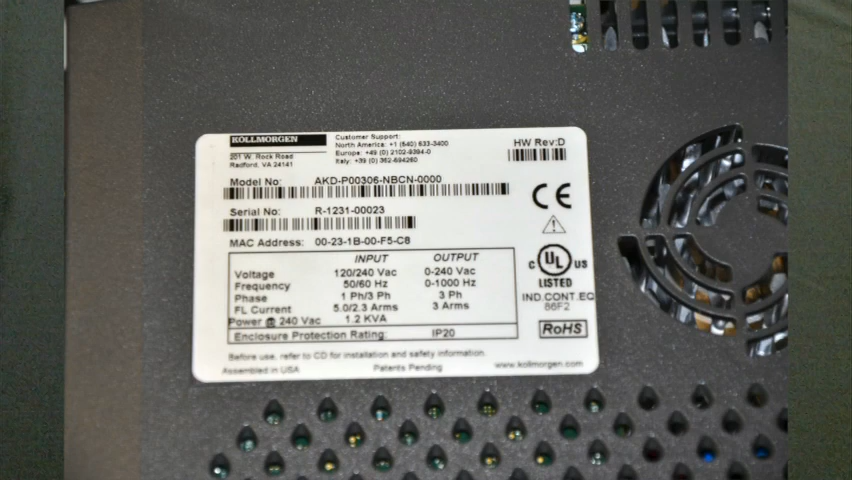 KOLLMORGEN
201 W. Rock Road
Radford, VA 24141
Customer Support:
North America: +1 (540) 633-3400
Europe: +49 (0) 2102-9394-0
Italy: +39 (0) 362-594260
HW Rev:D
Model No: AKD-P00306-NBCN-0000
Serial No: R-1231-00023
MAC Address: 00-23-1B-00-F5-C8
CE
INPUT OUTPUT
Voltage 120/240 Vac 0-240 Vac
Frequency 50/60 Hz 0-1000 Hz
Phase 1 Ph/3 Ph 3 Ph
FL Current 5.0/2.3 Arms 3 Arms
Power @ 240 Vac 1.2 KVA
Enclosure Protection Rating: IP20
C UL US
LISTED
IND.CONT.EQ
86F2
RoHS
Before use, refer to CD for installation and safety information.
Assembled in USA Patents Pending www.kollmorgen.com